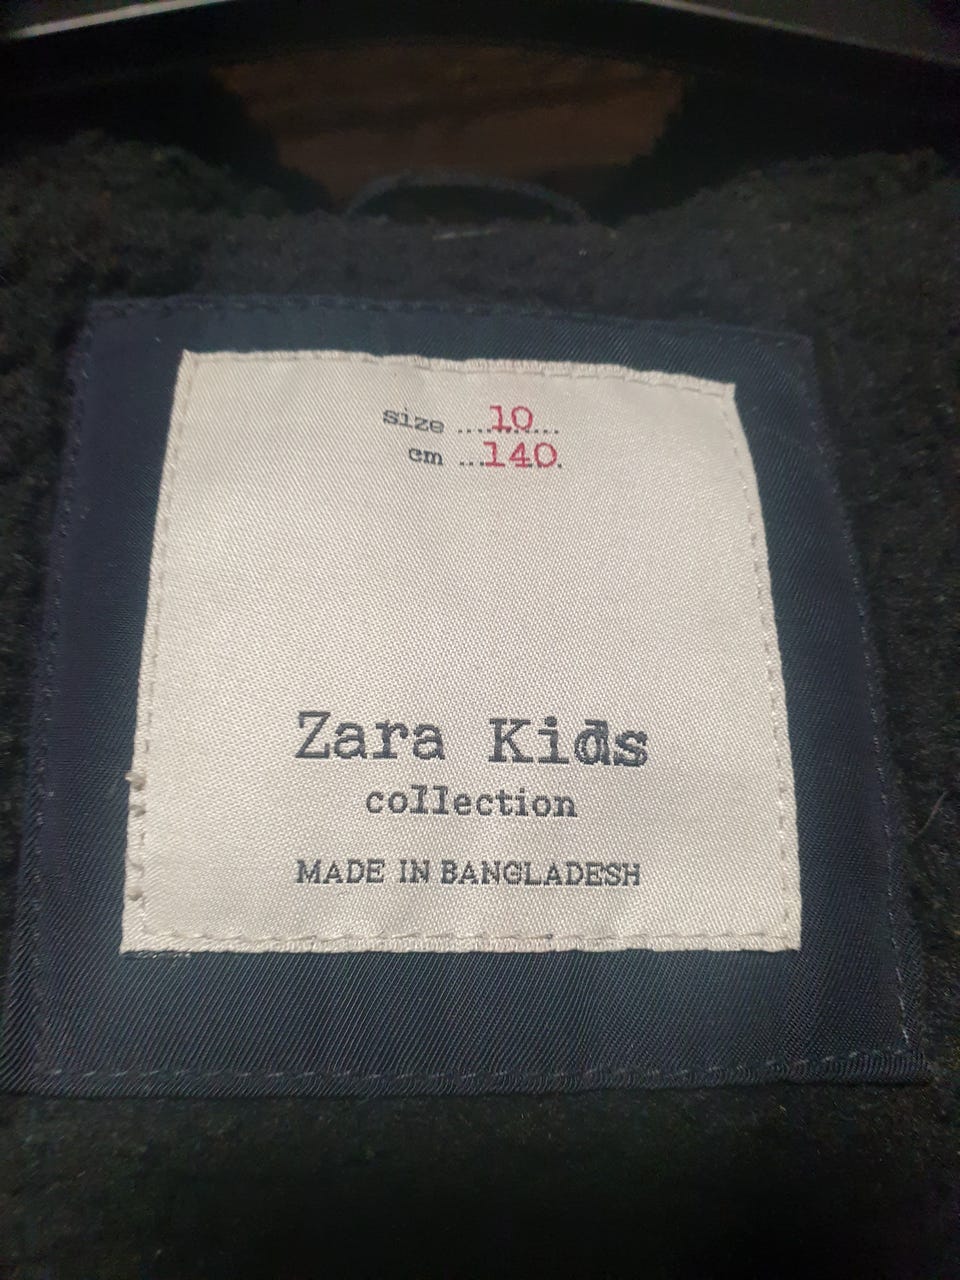 size ...10...
cm ...140.
Zara Kids
collection
MADE IN BANGLADESH